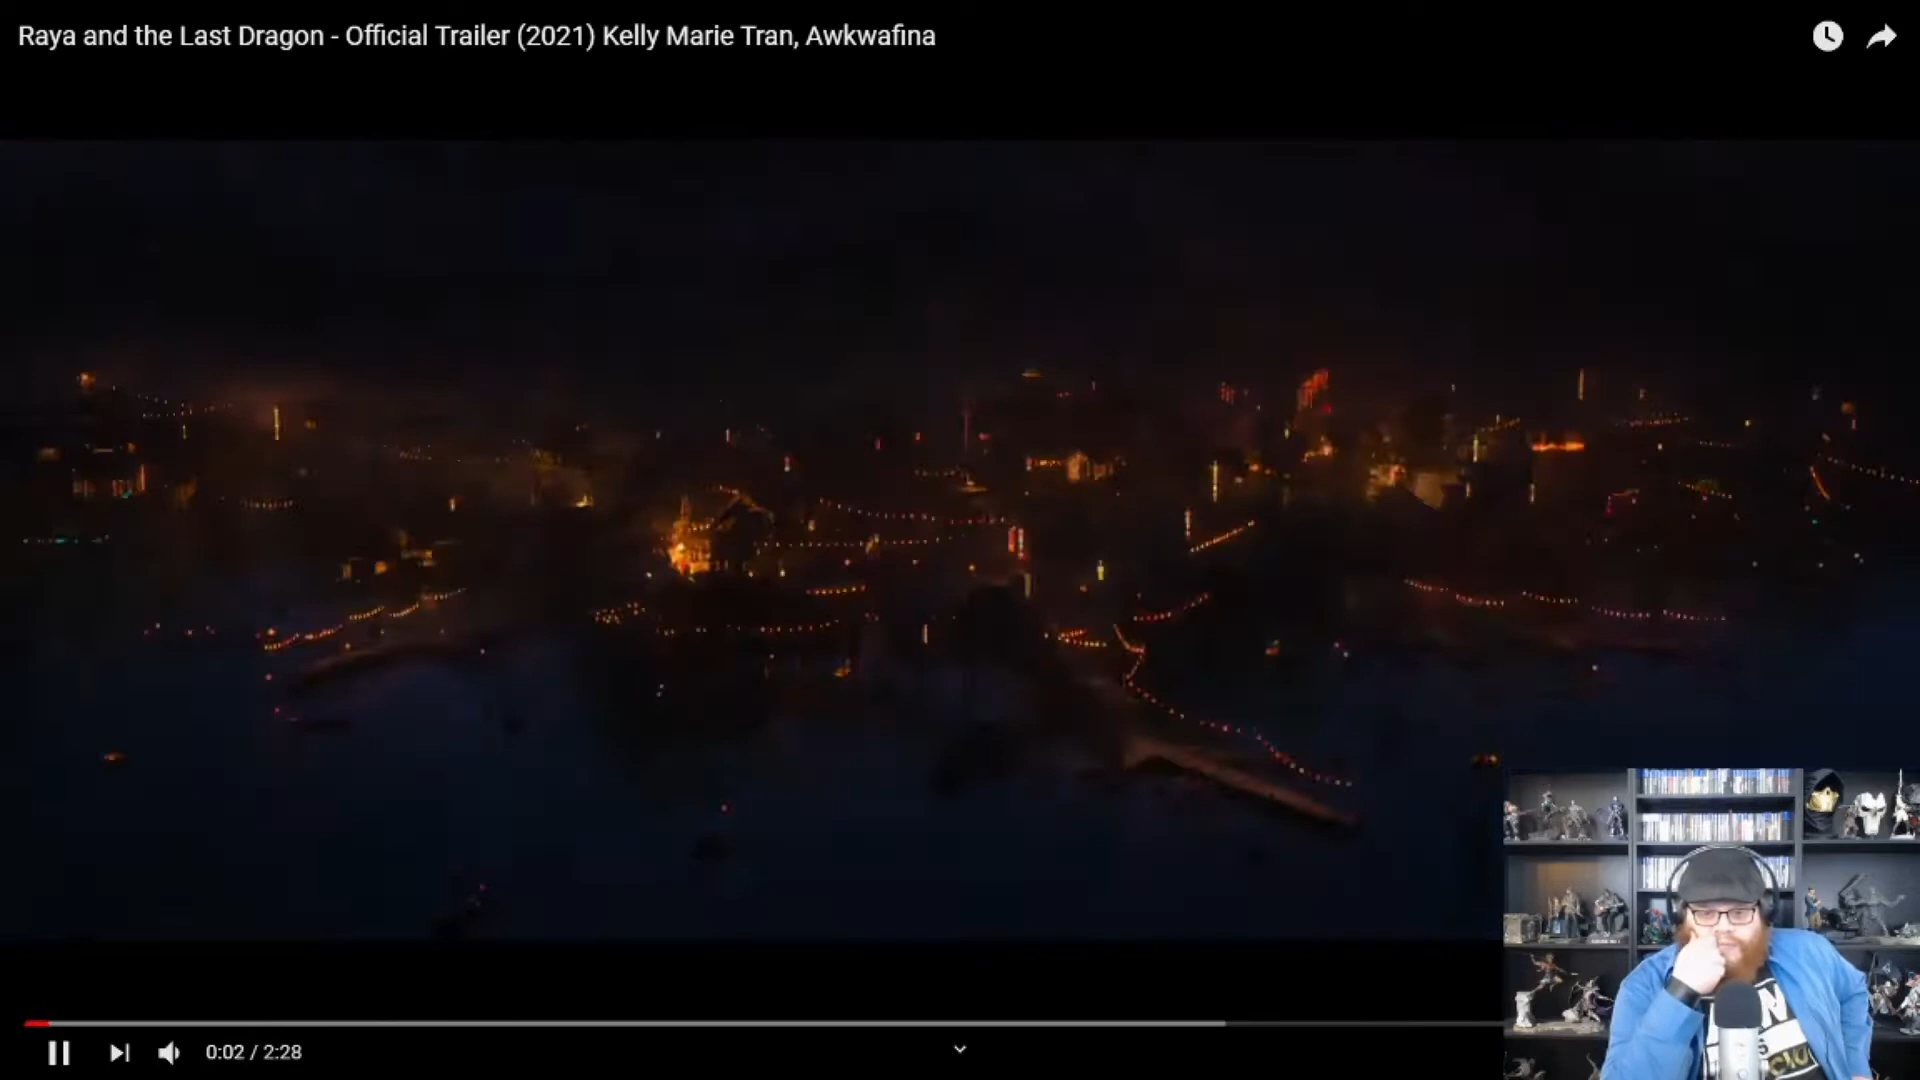 Raya and the Last Dragon - Official Trailer (2021) Kelly Marie Tran, Awkwafina
0:02 / 2:28